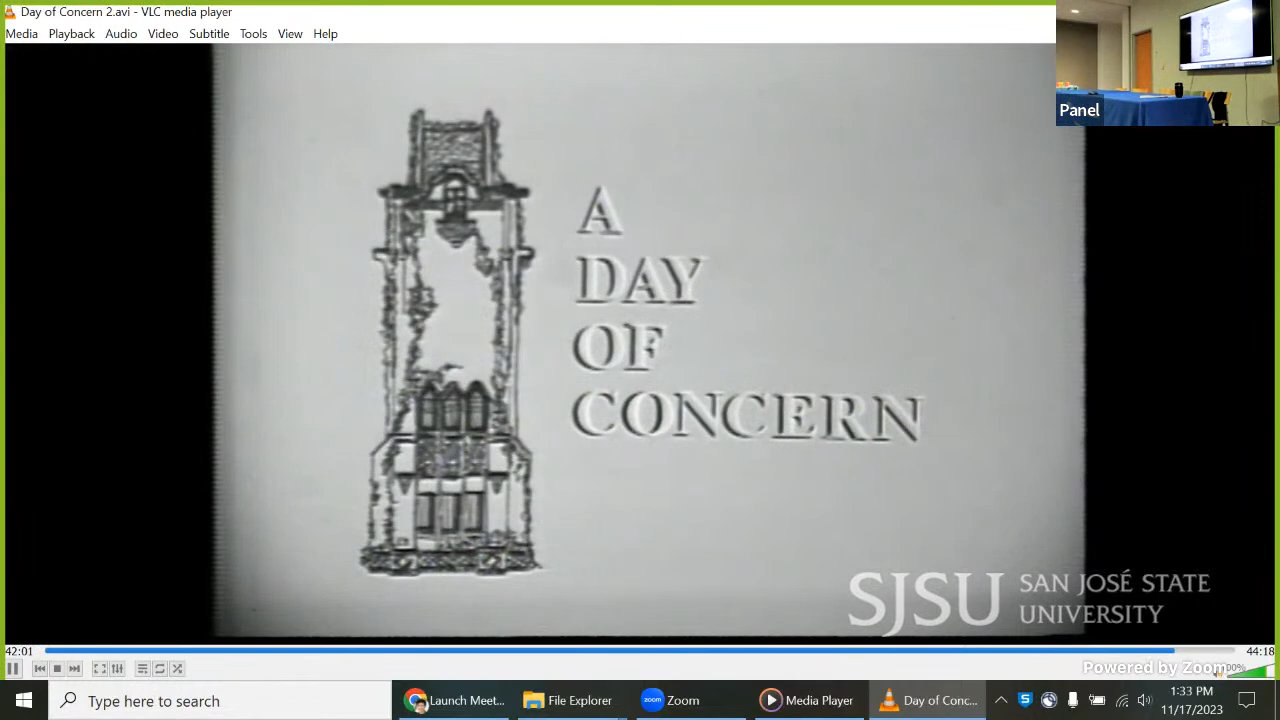 Day of Concern 2.avi - VLC media player
Media Playback Audio Video Subtitle Tools View Help
Panel
A
DAY
OF
CONCERN
SJSU SAN JOSÉ STATE
UNIVERSITY
42:01
44:18
Powered by Zoom
Type here to search
Launch Meet...
File Explorer
Zoom
Media Player
Day of Conc...
1:33 PM
11/17/2023